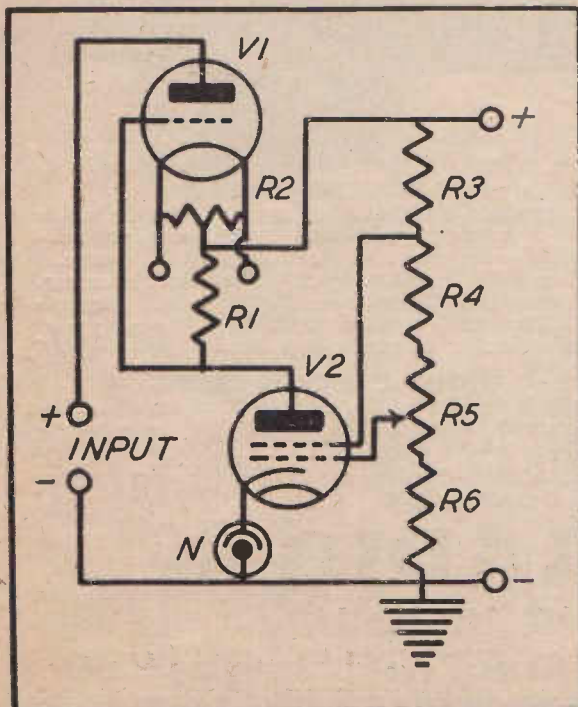 V1
+
R2
R3
R4
R1
V2
R5
+
INPUT
-
R6
N
-